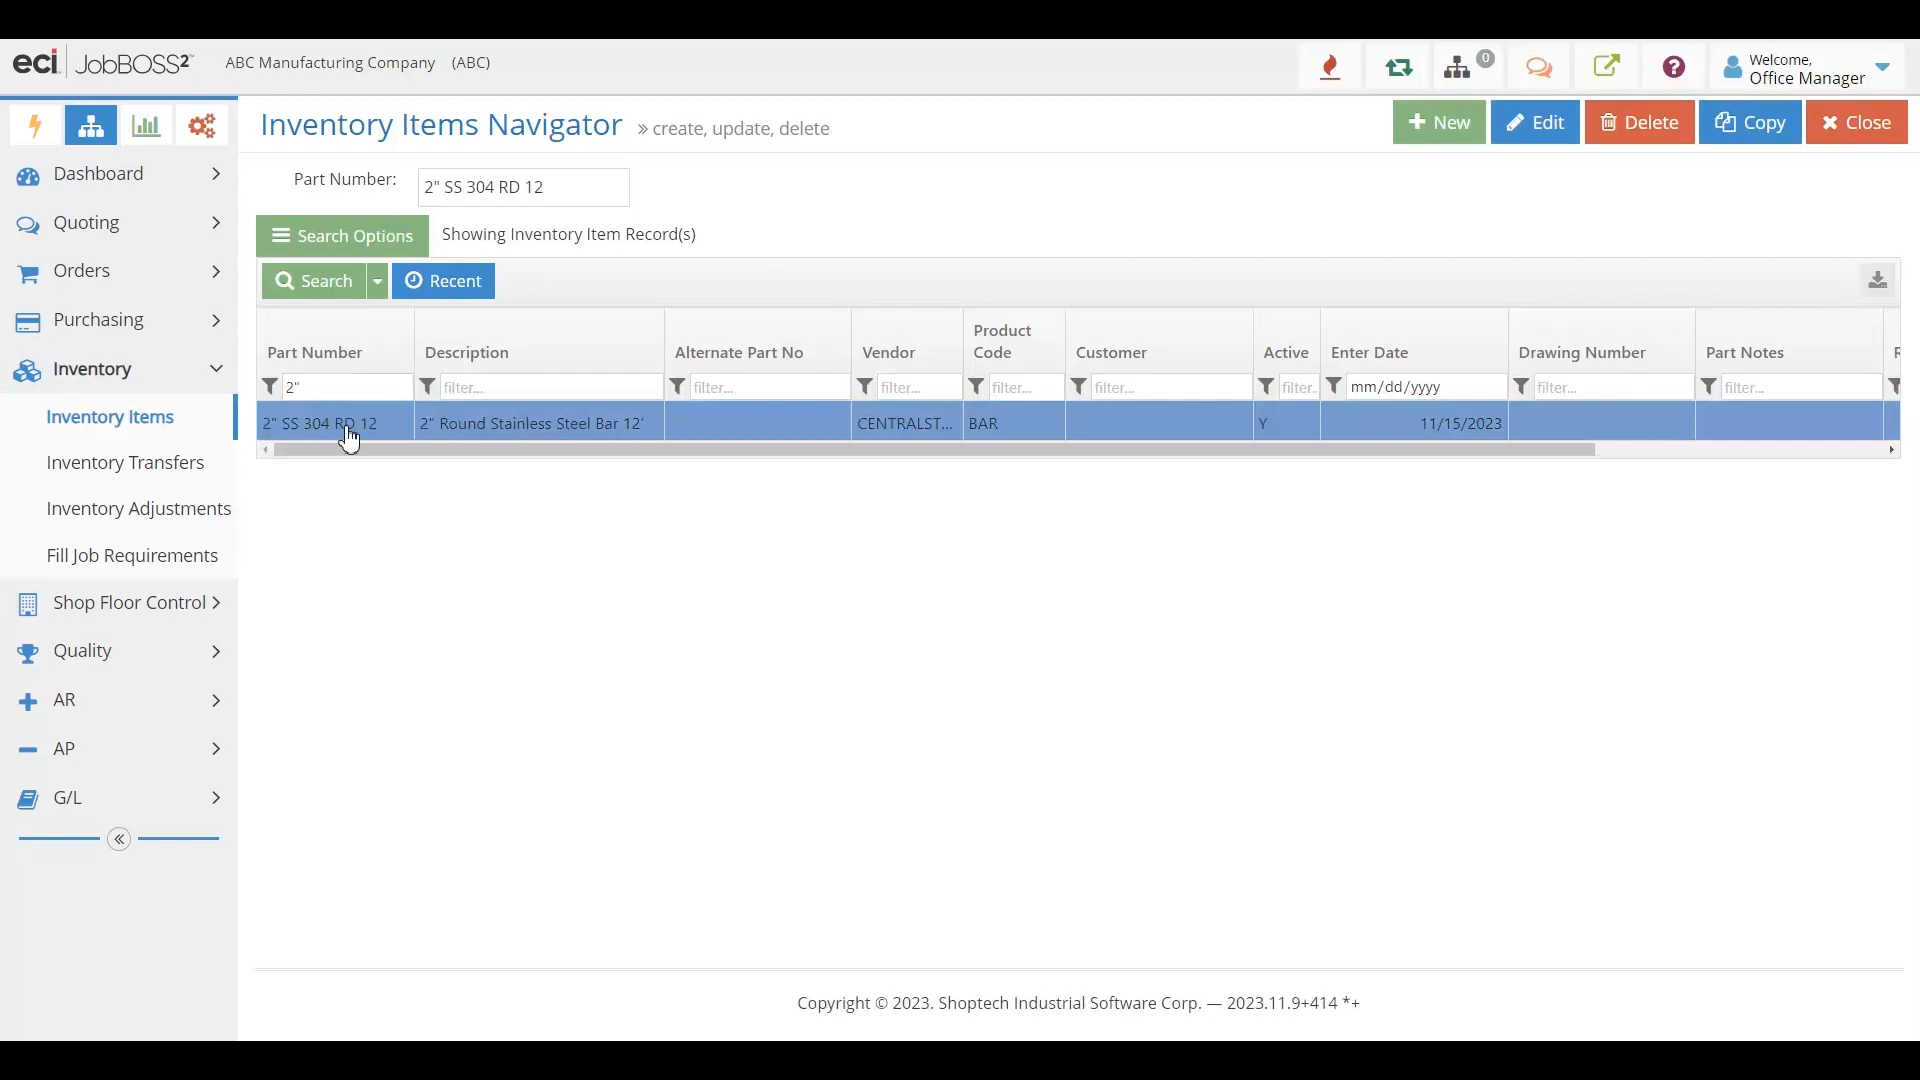 eci JobBOSS²™ ABC Manufacturing Company (ABC) 0 Welcome, Office Manager
Inventory Items Navigator » create, update, delete
New Edit Delete Copy Close
Dashboard
Quoting
Orders
Purchasing
Inventory
Inventory Items
Inventory Transfers
Inventory Adjustments
Fill Job Requirements
Shop Floor Control
Quality
AR
AP
G/L
Part Number: 2" SS 304 RD 12
Search Options Showing Inventory Item Record(s)
Search Recent
Part Number Description Alternate Part No Vendor Product Code Customer Active Enter Date Drawing Number Part Notes
2" filter... filter... filter... filter... filter... filter... mm/dd/yyyy filter... filter...
2" SS 304 RD 12 2" Round Stainless Steel Bar 12' CENTRALST... BAR Y 11/15/2023
Copyright © 2023. Shoptech Industrial Software Corp. — 2023.11.9+414 *+